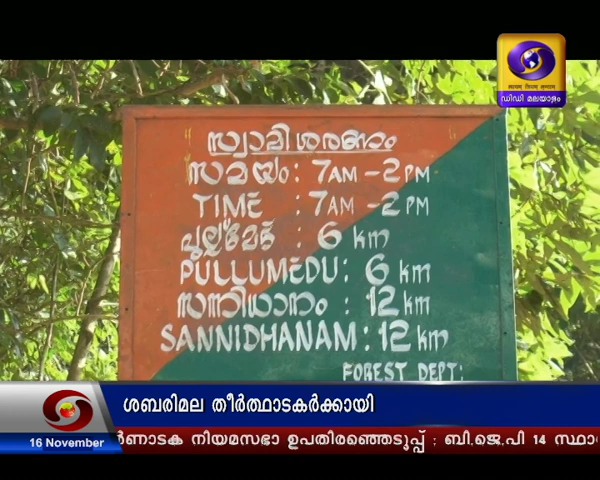 ഡിഡി മലയാളം
സ്വാമിശരണം
സമയം : 7AM - 2PM
TIME : 7AM - 2PM
പുല്ല്മേട് : 6 km
PULLUMEDU : 6 km
സന്നിധാനം : 12 km
SANNIDHANAM : 12 km
FOREST DEPT:
ശബരിമല തീർത്ഥാടകർക്കായി
16 November
ർണാടക നിയമസഭാ ഉപതിരഞ്ഞെടുപ്പ് : ബി.ജെ.പി 14 സ്ഥാ